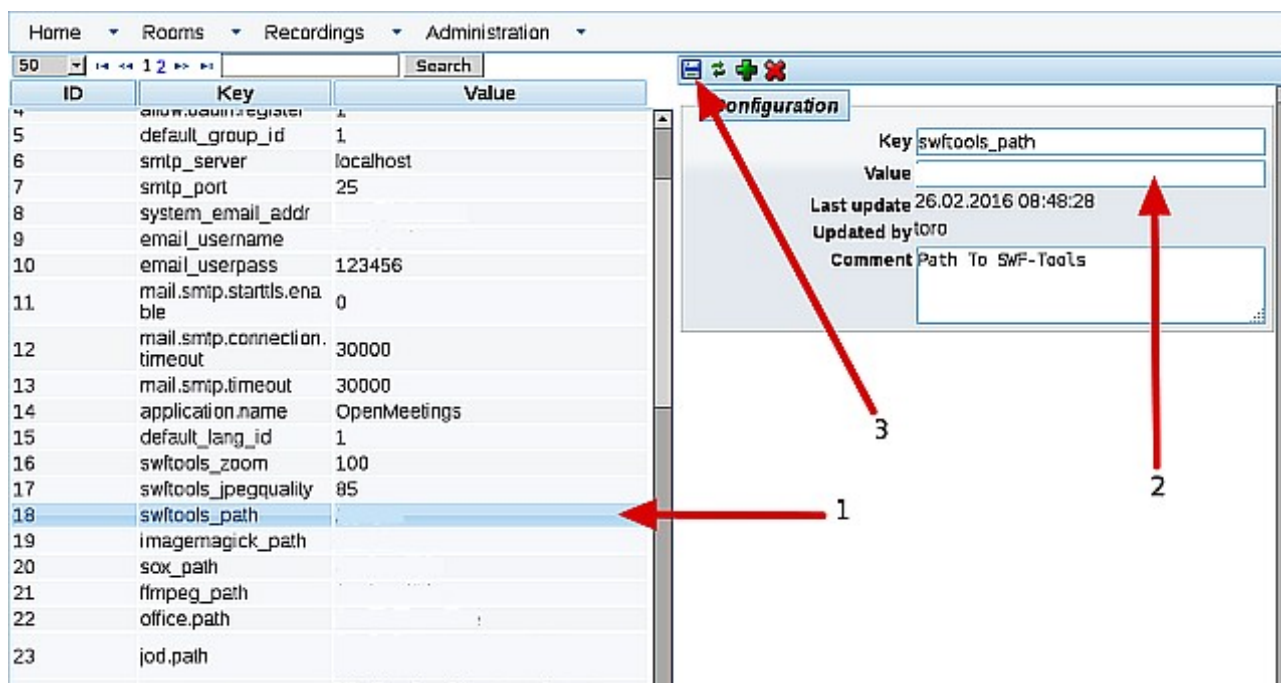 Home Rooms Recordings Administration
50 1 2 Search
ID Key Value
4 allow.oauth.register 1
5 default_group_id 1
6 smtp_server localhost
7 smtp_port 25
8 system_email_addr
9 email_username
10 email_userpass 123456
11 mail.smtp.starttls.ena
ble 0
12 mail.smtp.connection.
timeout 30000
13 mail.smtp.timeout 30000
14 application.name OpenMeetings
15 default_lang_id 1
16 swftools_zoom 100
17 swftools_jpegquality 85
18 swftools_path
19 imagemagick_path
20 sox_path
21 ffmpeg_path
22 office.path
23 jod.path
Configuration
Key swftools_path
Value
Last update 26.02.2016 08:48:28
Updated by toro
Comment Path To SWF-Tools
3
2
1